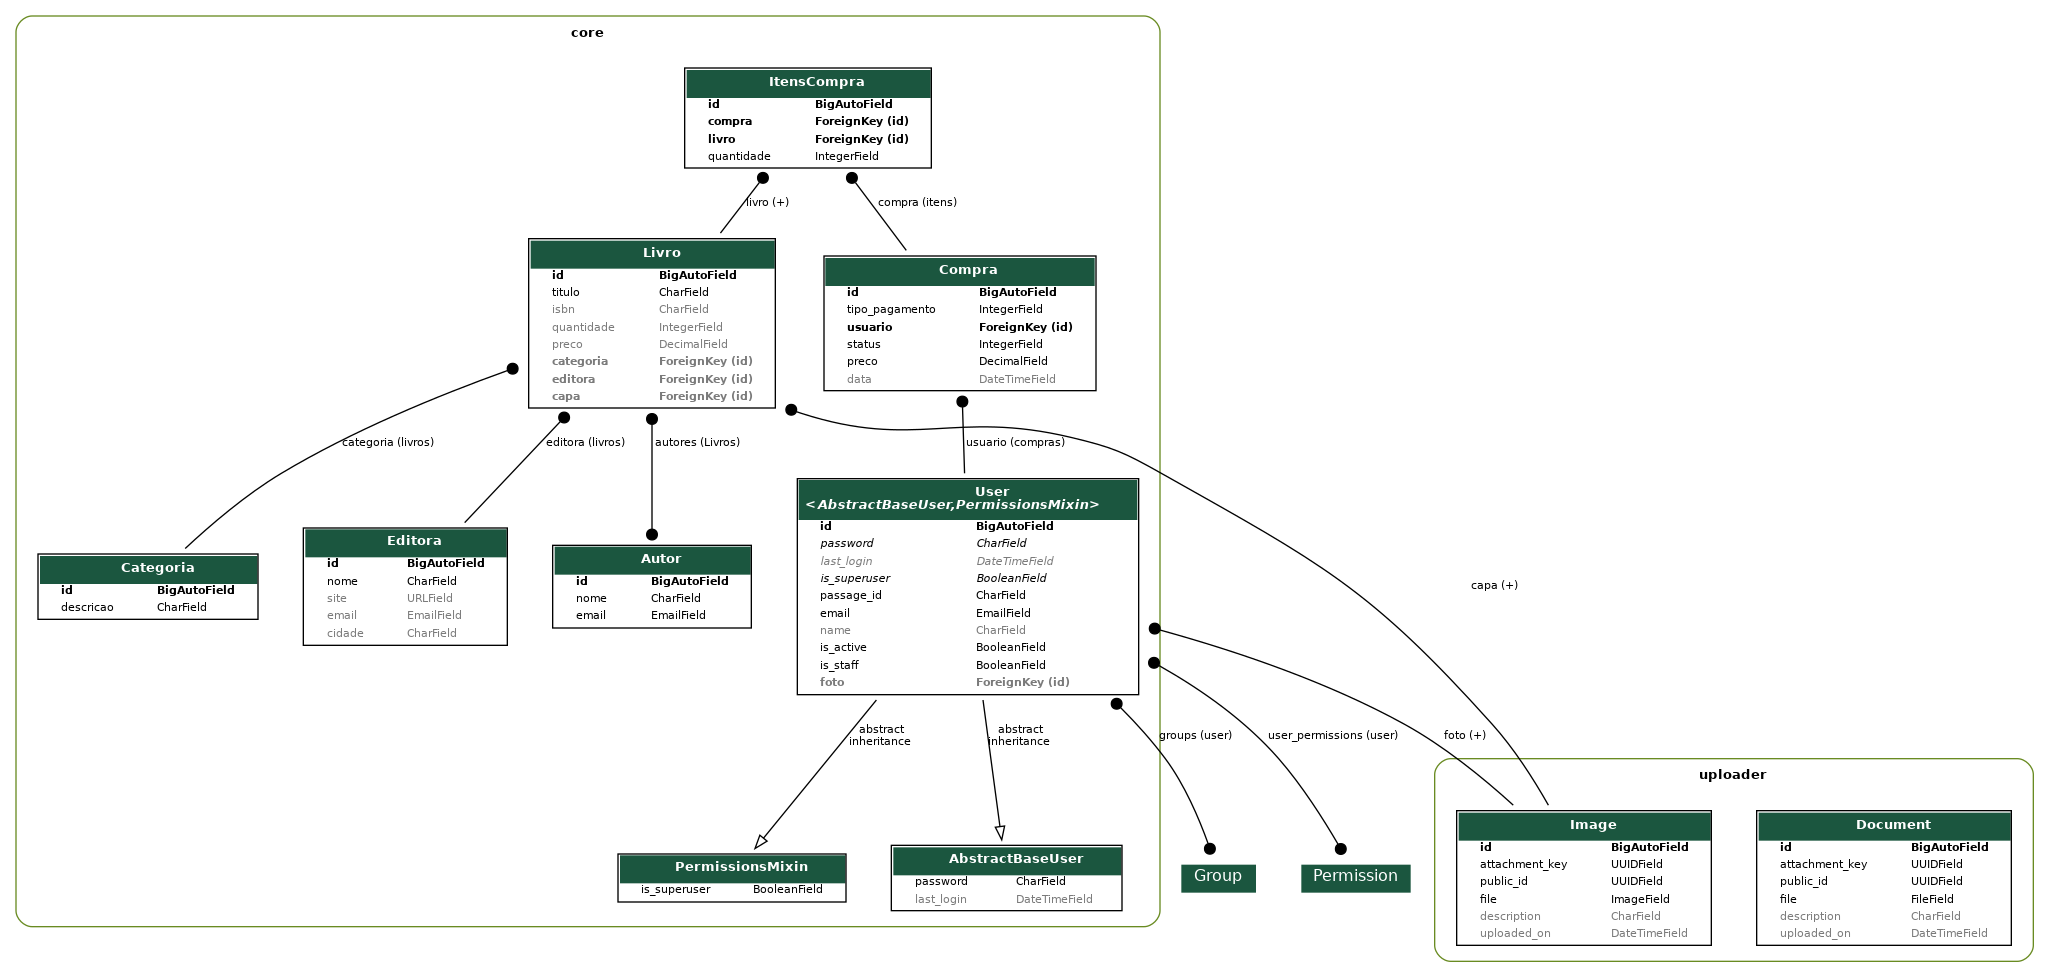 core
ItensCompra
id BigAutoField
compra ForeignKey (id)
livro ForeignKey (id)
quantidade IntegerField
livro (+)
compra (itens)
Livro
id BigAutoField
titulo CharField
isbn CharField
quantidade IntegerField
preco DecimalField
categoria ForeignKey (id)
editora ForeignKey (id)
capa ForeignKey (id)
Compra
id BigAutoField
tipo_pagamento IntegerField
usuario ForeignKey (id)
status IntegerField
preco DecimalField
data DateTimeField
categoria (livros)
editora (livros)
autores (Livros)
usuario (compras)
Categoria
id BigAutoField
descricao CharField
Editora
id BigAutoField
nome CharField
site URLField
email EmailField
cidade CharField
Autor
id BigAutoField
nome CharField
email EmailField
User
<AbstractBaseUser,PermissionsMixin>
id BigAutoField
password CharField
last_login DateTimeField
is_superuser BooleanField
passage_id CharField
email EmailField
name CharField
is_active BooleanField
is_staff BooleanField
foto ForeignKey (id)
capa (+)
abstract
inheritance
abstract
inheritance
groups (user)
user_permissions (user)
foto (+)
PermissionsMixin
is_superuser BooleanField
AbstractBaseUser
password CharField
last_login DateTimeField
Group
Permission
uploader
Image
id BigAutoField
attachment_key UUIDField
public_id UUIDField
file ImageField
description CharField
uploaded_on DateTimeField
Document
id BigAutoField
attachment_key UUIDField
public_id UUIDField
file FileField
description CharField
uploaded_on DateTimeField